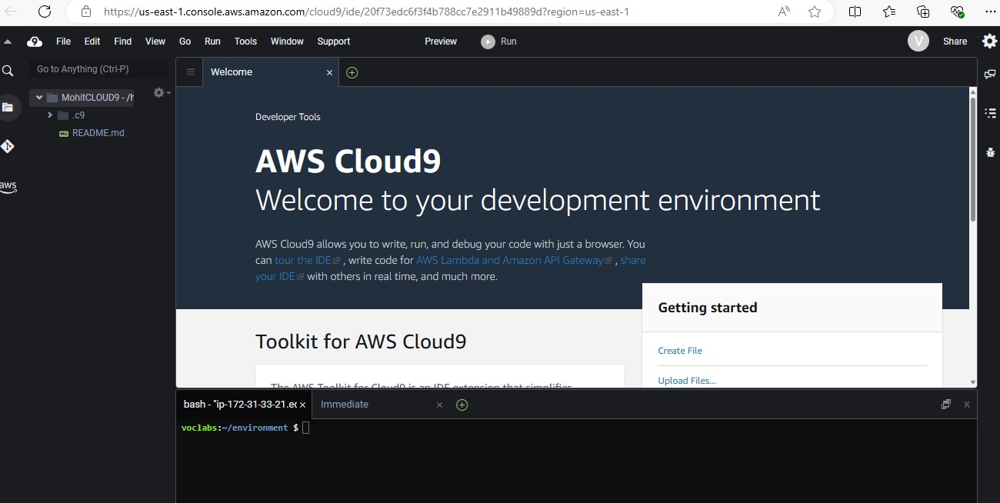 https://us-east-1.console.aws.amazon.com/cloud9/ide/20f73edc6f3f4b788cc7e2911b49889d?region=us-east-1
File Edit Find View Go Run Tools Window Support Preview Run V Share
Go to Anything (Ctrl-P)
Welcome
MohitCLOUD9 - /h
.c9
README.md
aws
Developer Tools
AWS Cloud9
Welcome to your development environment
AWS Cloud9 allows you to write, run, and debug your code with just a browser. You
can tour the IDE , write code for AWS Lambda and Amazon API Gateway , share
your IDE with others in real time, and much more.
Getting started
Create File
Upload Files...
Toolkit for AWS Cloud9
The AWS Toolkit for Cloud9 is an IDE extension that simplifies
bash - "ip-172-31-33-21.ec Immediate
voclabs:~/environment $